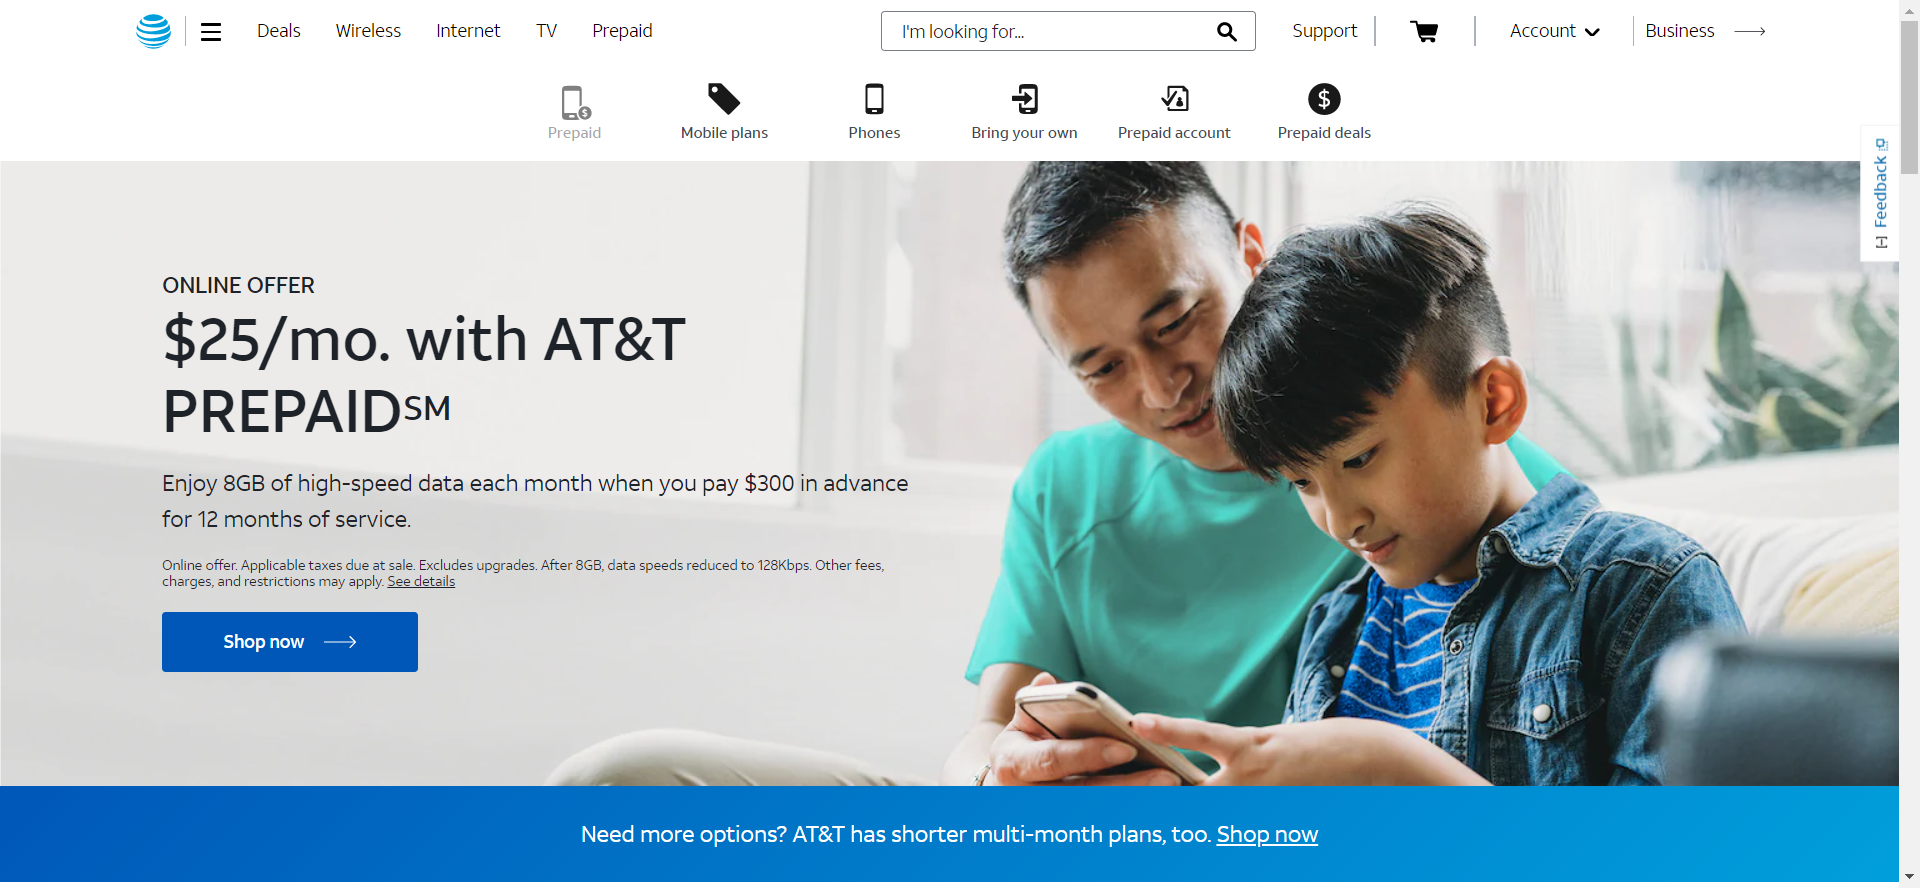 Deals Wireless Internet TV Prepaid I'm looking for... Support Account Business
Prepaid Mobile plans Phones Bring your own Prepaid account Prepaid deals
[-] Feedback
ONLINE OFFER
$25/mo. with AT&T
PREPAID℠
Enjoy 8GB of high-speed data each month when you pay $300 in advance
for 12 months of service.
Online offer. Applicable taxes due at sale. Excludes upgrades. After 8GB, data speeds reduced to 128Kbps. Other fees,
charges, and restrictions may apply. See details
Shop now
Need more options? AT&T has shorter multi-month plans, too. Shop now